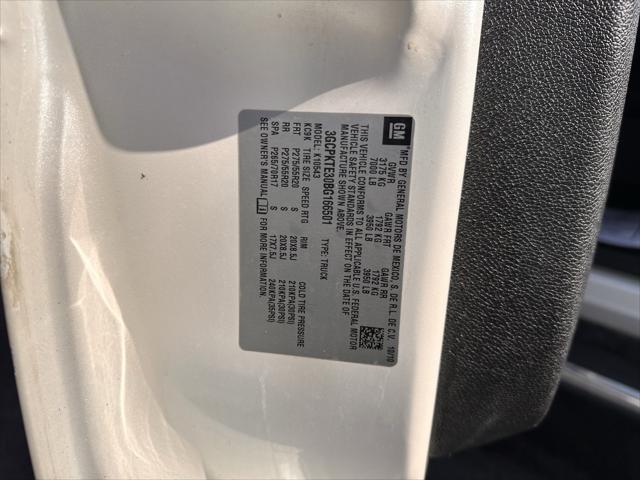 GM
*MFD BY GENERAL MOTORS DE MEXICO, S. DE R.L. DE C.V. 10/10
GVWR GAWR FRT GAWR RR
3175 KG 1792 KG 1792 KG
7000 LB 3950 LB 3950 LB
THIS VEHICLE CONFORMS TO ALL APPLICABLE U.S. FEDERAL MOTOR
VEHICLE SAFETY STANDARDS IN EFFECT ON THE DATE OF
MANUFACTURE SHOWN ABOVE.
3GCPKTE30BG166501 TYPE: TRUCK
MODEL: K10543
KC9K TIRE SIZE SPEED RTG RIM COLD TIRE PRESSURE
FRT P275/55R20 S 20X8.5J 210KPA(30PSI)
RR P275/55R20 S 20X8.5J 210KPA(30PSI)
SPA P265/70R17 S 17X7.5J 240KPA(35PSI)
SEE OWNER'S MANUAL FOR MORE INFORMATION.